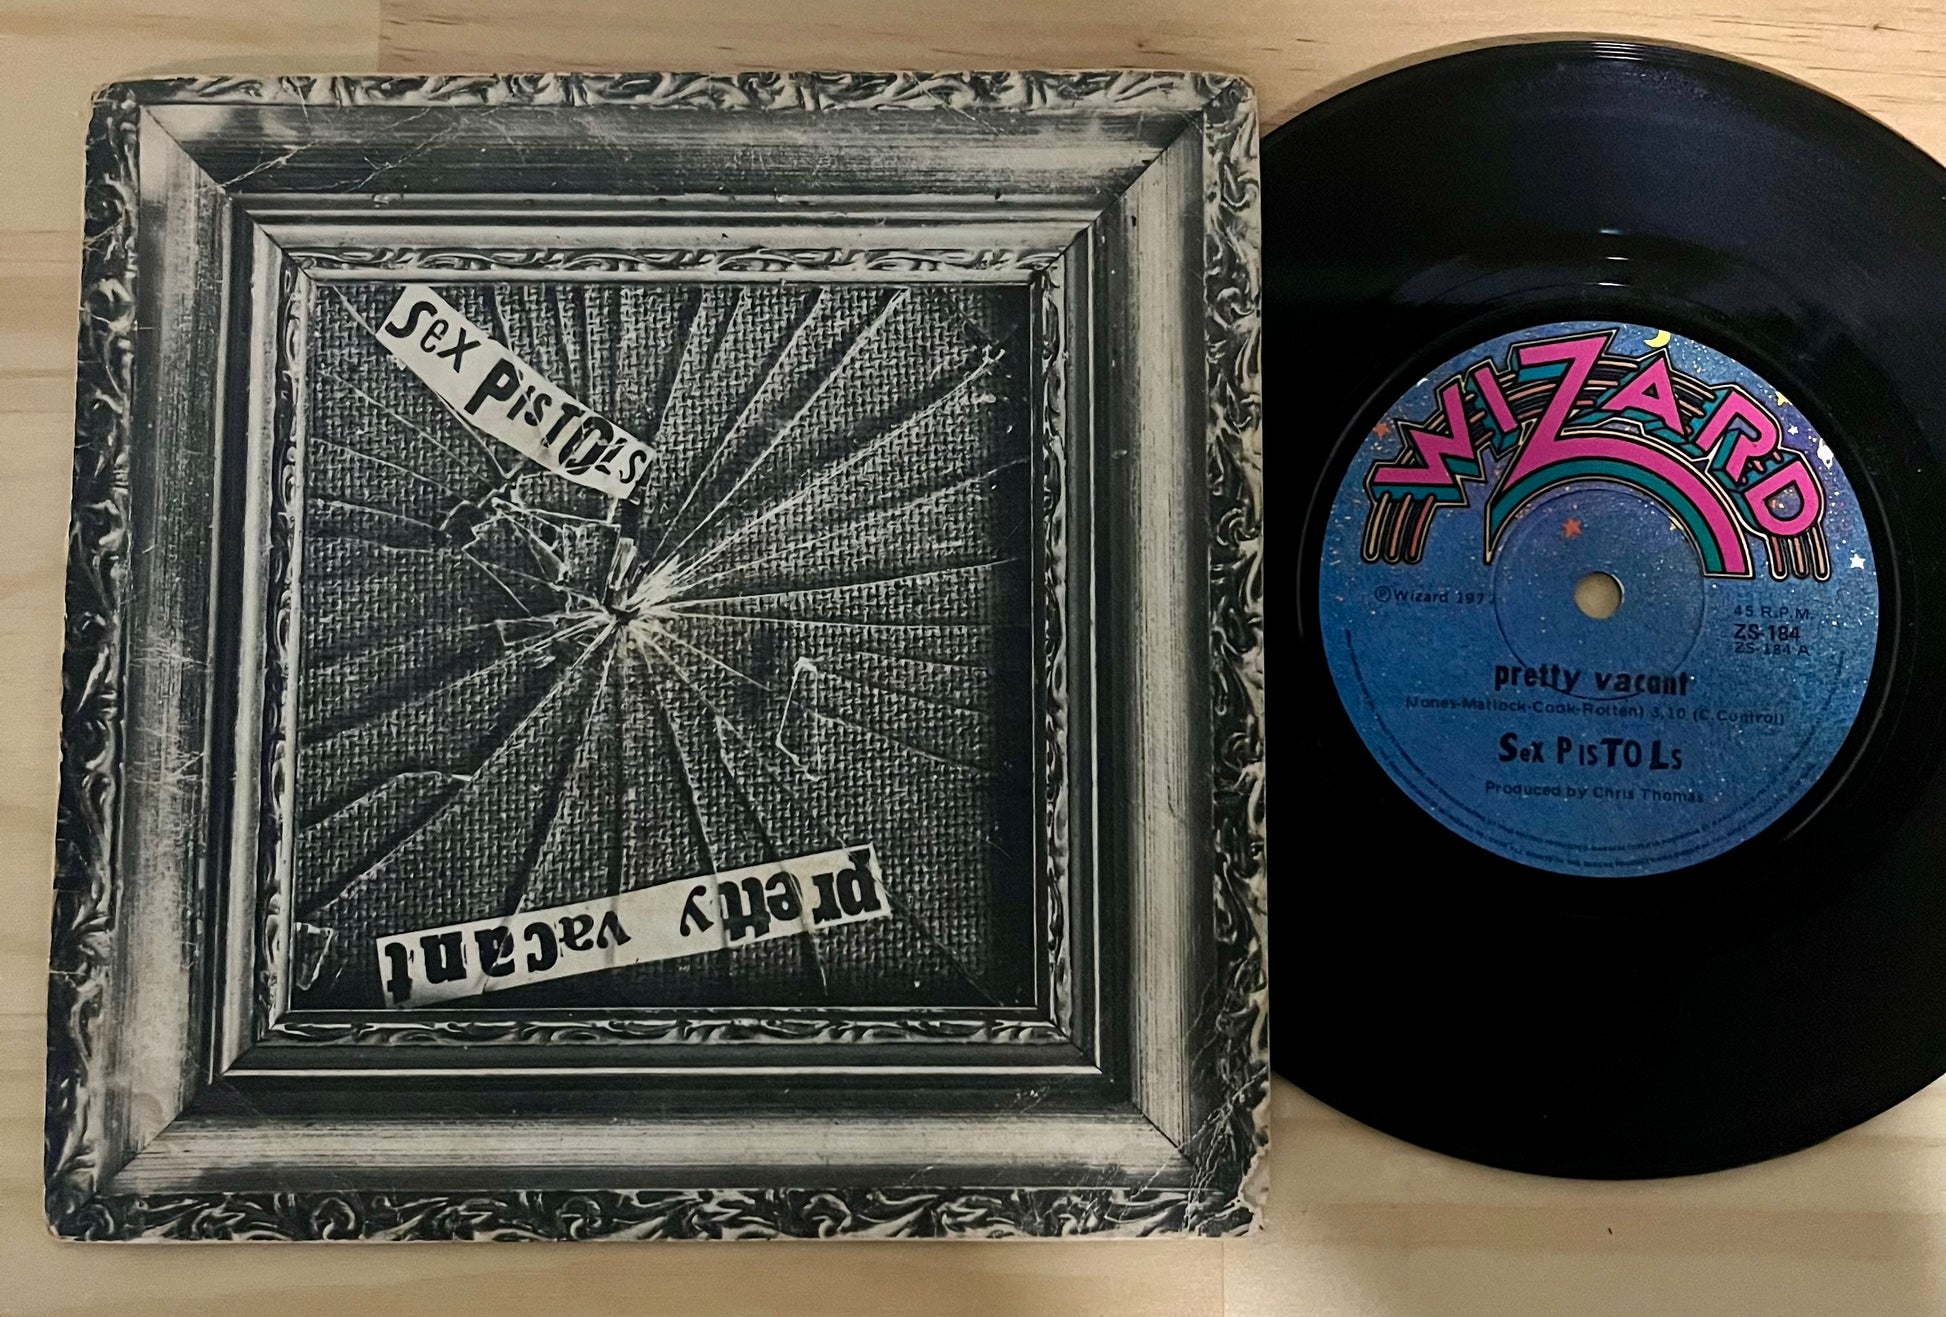 Sex PisTOLs
pretty vacant
WIZARD
Ⓟ Wizard 1977
45 R.P.M.
ZS-184
ZS-184 A
pretty vacant
(Jones-Matlock-Cook-Rotten) 3.10 (C.Control)
Sex PisTOLs
Produced by Chris Thomas